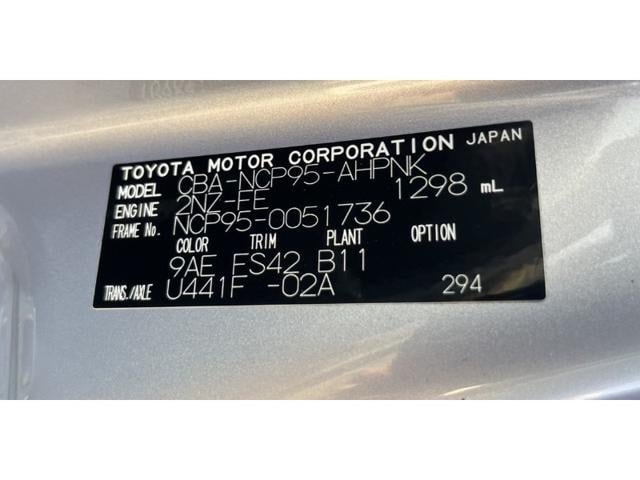 TOYOTA MOTOR CORPORATION JAPAN
MODEL CBA-NCP95-AHPNK
ENGINE 2NZ-FE 1298 mL
FRAME No. NCP95-0051736
COLOR TRIM PLANT OPTION
9AE FS42 B11
TRANS./AXLE U441F -02A 294